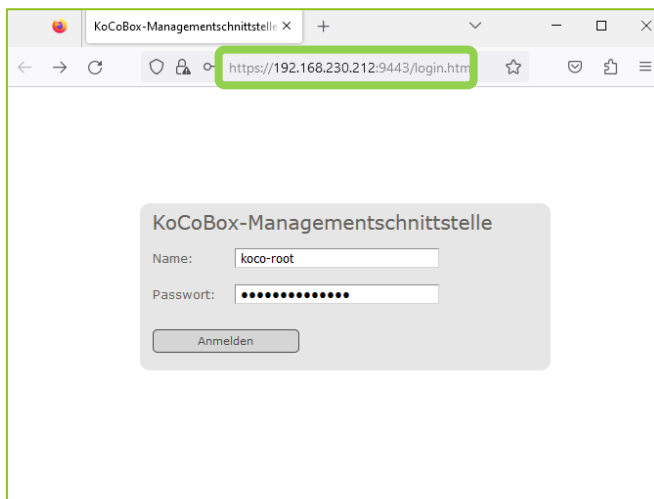 KoCoBox-Managementschnittstelle
https://192.168.230.212:9443/login.htm
KoCoBox-Managementschnittstelle
Name: koco-root
Passwort: ●●●●●●●●●●●●●●
Anmelden